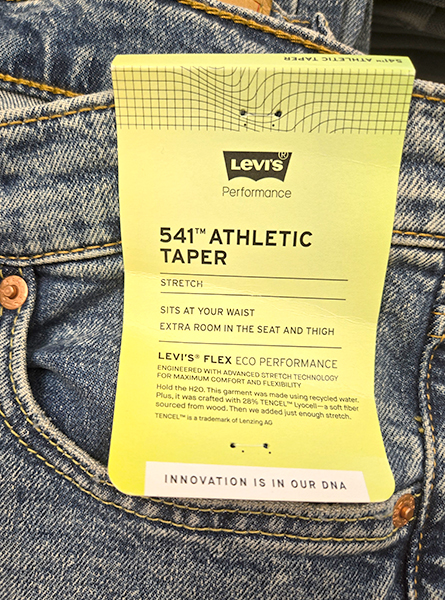 541™ ATHLETIC TAPER
LEVI'S®
Performance
541™ ATHLETIC
TAPER
STRETCH
SITS AT YOUR WAIST
EXTRA ROOM IN THE SEAT AND THIGH
LEVI'S® FLEX ECO PERFORMANCE
ENGINEERED WITH ADVANCED STRETCH TECHNOLOGY
FOR MAXIMUM COMFORT AND FLEXIBILITY
Hold the H2O. This garment was made using recycled water.
Plus, it was crafted with 28% TENCEL™ Lyocell—a soft fiber
sourced from wood. Then we added just enough stretch.
TENCEL™ is a trademark of Lenzing AG
INNOVATION IS IN OUR DNA